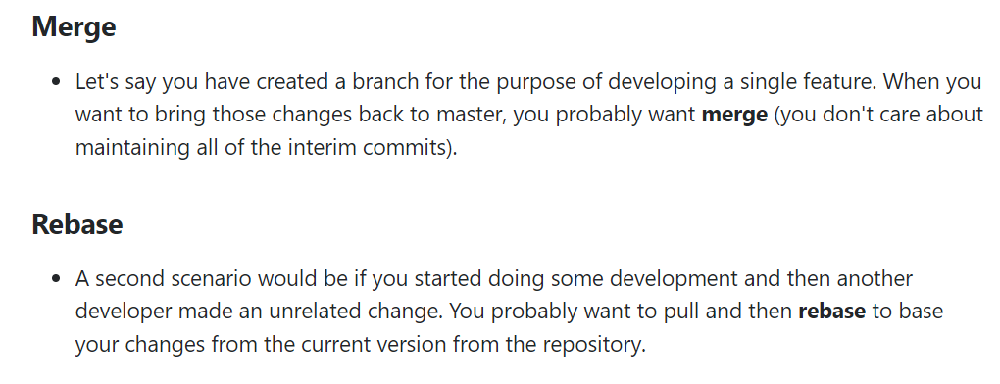 Merge
• Let's say you have created a branch for the purpose of developing a single feature. When you
want to bring those changes back to master, you probably want merge (you don't care about
maintaining all of the interim commits).
Rebase
• A second scenario would be if you started doing some development and then another
developer made an unrelated change. You probably want to pull and then rebase to base
your changes from the current version from the repository.